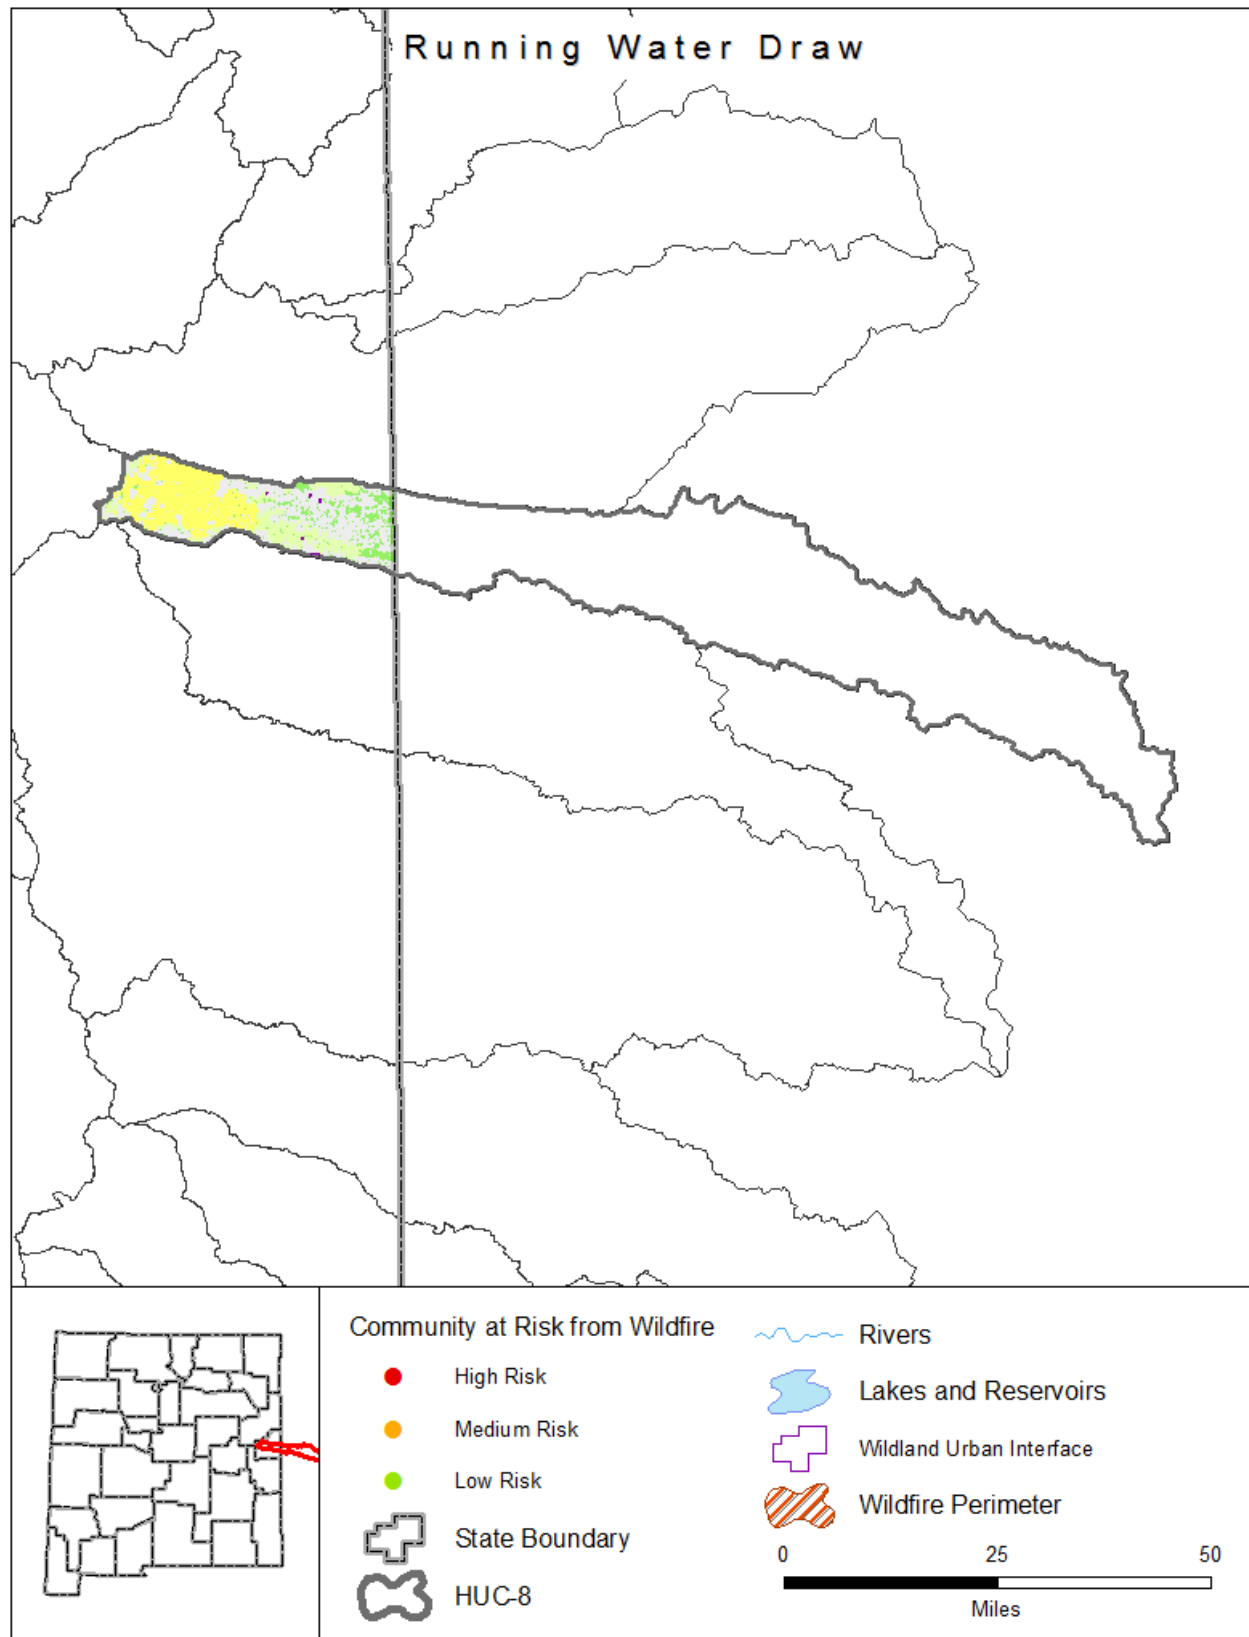 Running Water Draw
Community at Risk from Wildfire
High Risk
Medium Risk
Low Risk
State Boundary
HUC-8
Rivers
Lakes and Reservoirs
Wildland Urban Interface
Wildfire Perimeter
0 25 50
Miles